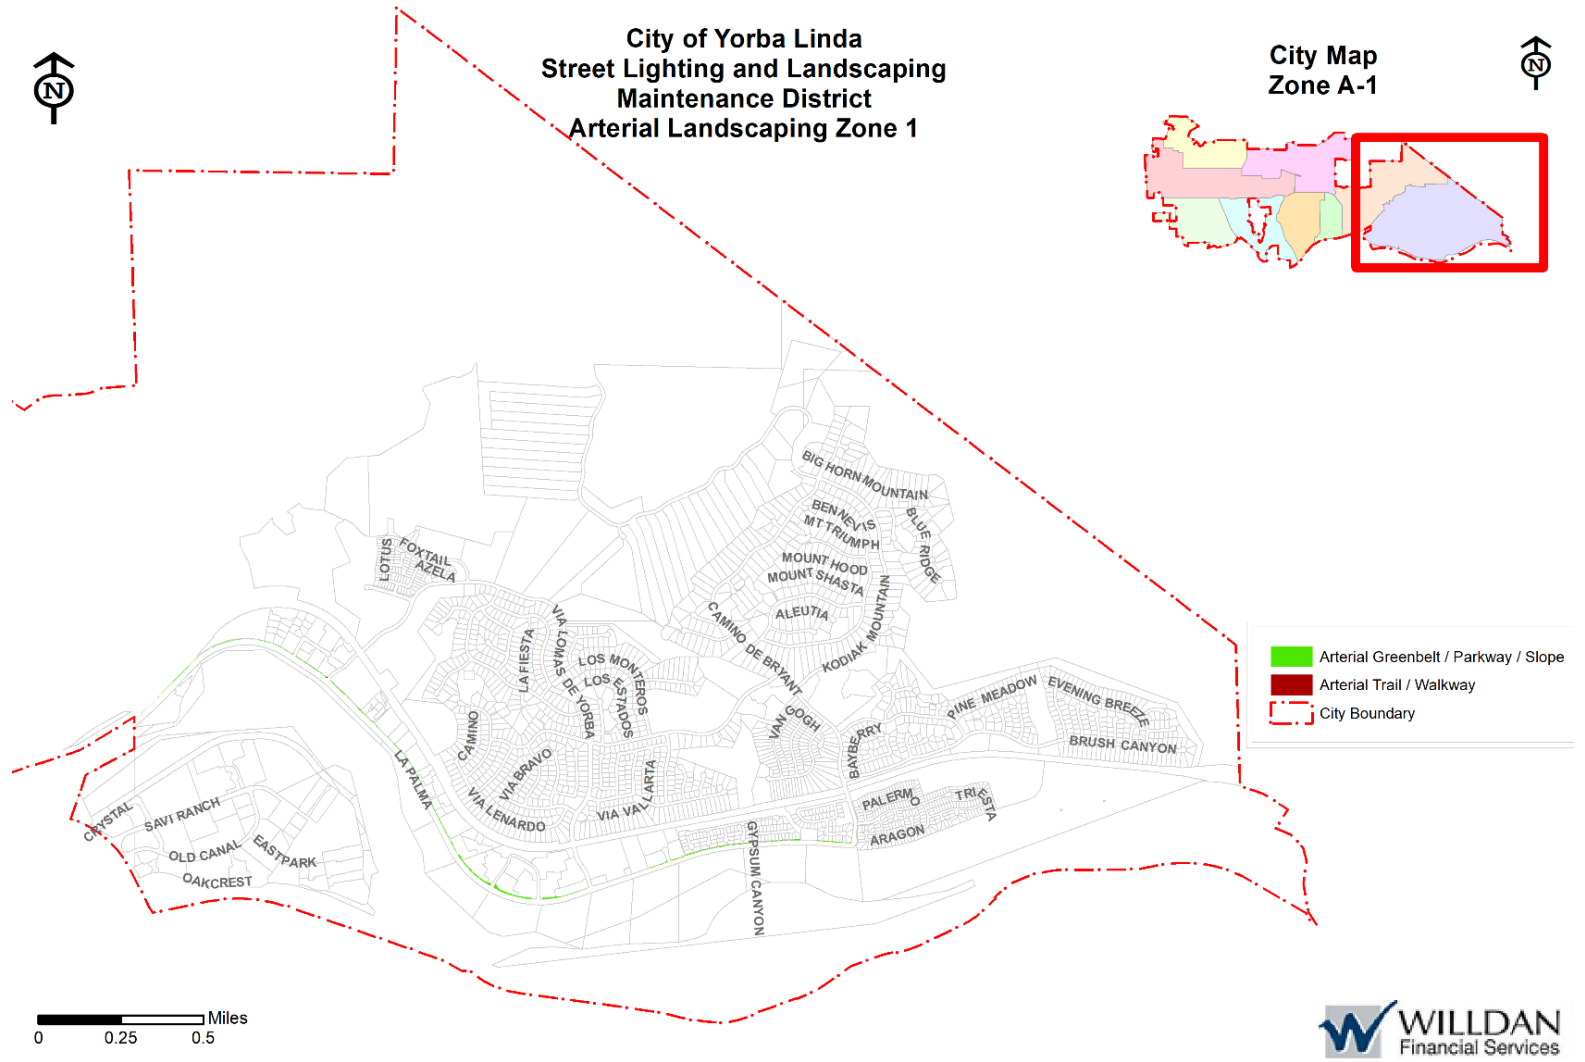 City of Yorba Linda
Street Lighting and Landscaping
Maintenance District
Arterial Landscaping Zone 1
City Map
Zone A-1
N
N
BIG HORN MOUNTAIN
BEN NEVIS
MT TRIUMPH
BLUE RIDGE
MOUNT HOOD
MOUNT SHASTA
ALEUTIA
KODIAK MOUNTAIN
CAMINO DE BRYANT
LOTUS
FOXTAIL
AZELA
LA FIESTA
VIA LOMAS DE YORBA
LOS MONTEROS
LOS ESTADOS
CAMINO
VIA BRAVO
VIA LENARDO
VIA VALLARTA
VAN GOGH
BAYBERRY
PINE MEADOW
EVENING BREEZE
BRUSH CANYON
PALERMO
TRIESTA
ARAGON
GYPSUM CANYON
LA PALMA
CRYSTAL
SAVI RANCH
OLD CANAL
EASTPARK
OAKCREST
Arterial Greenbelt / Parkway / Slope
Arterial Trail / Walkway
City Boundary
Miles
0 0.25 0.5
WILLDAN
Financial Services